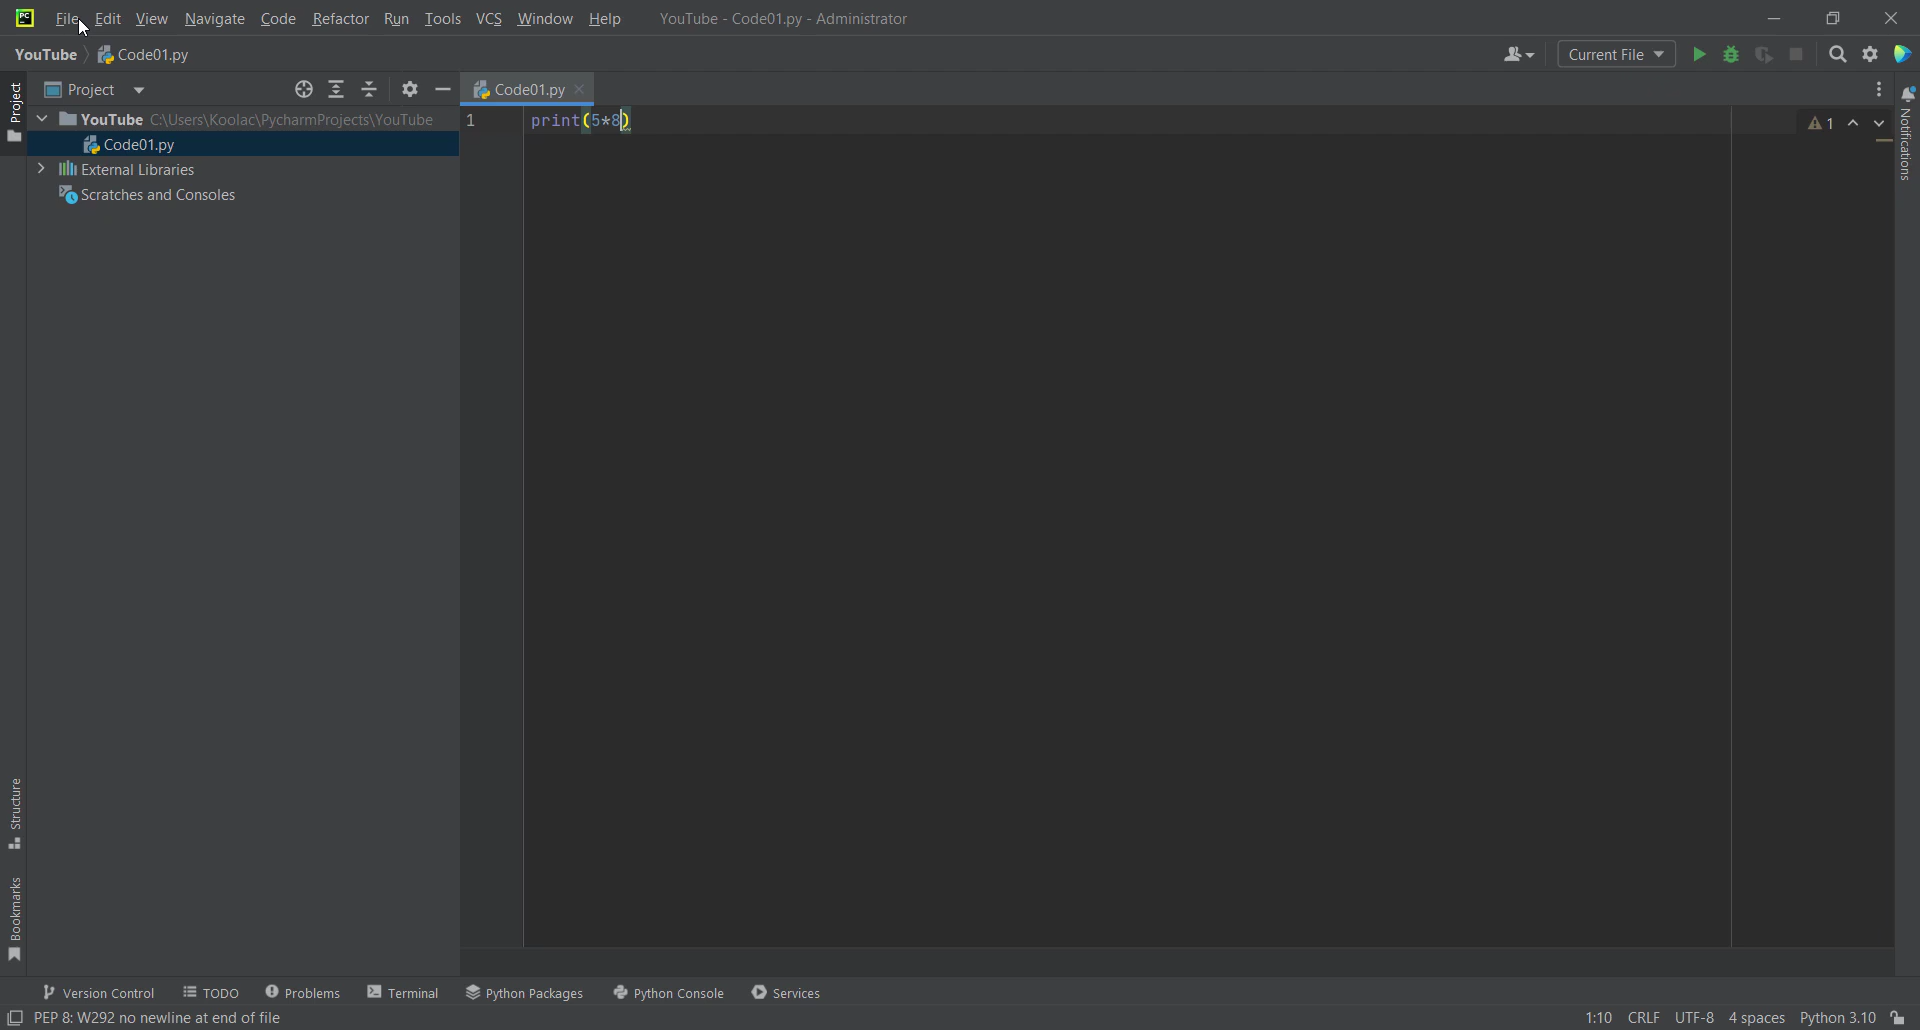 File Edit View Navigate Code Refactor Run Tools VCS Window Help YouTube - Code01.py - Administrator
YouTube Code01.py Current File
Project Code01.py
YouTube C:\Users\Koolac\PycharmProjects\YouTube
1 print(5*8)
1
Code01.py
External Libraries
Scratches and Consoles
Project
Notifications
Structure
Bookmarks
Version Control TODO Problems Terminal Python Packages Python Console Services
PEP 8: W292 no newline at end of file 1:10 CRLF UTF-8 4 spaces Python 3.10